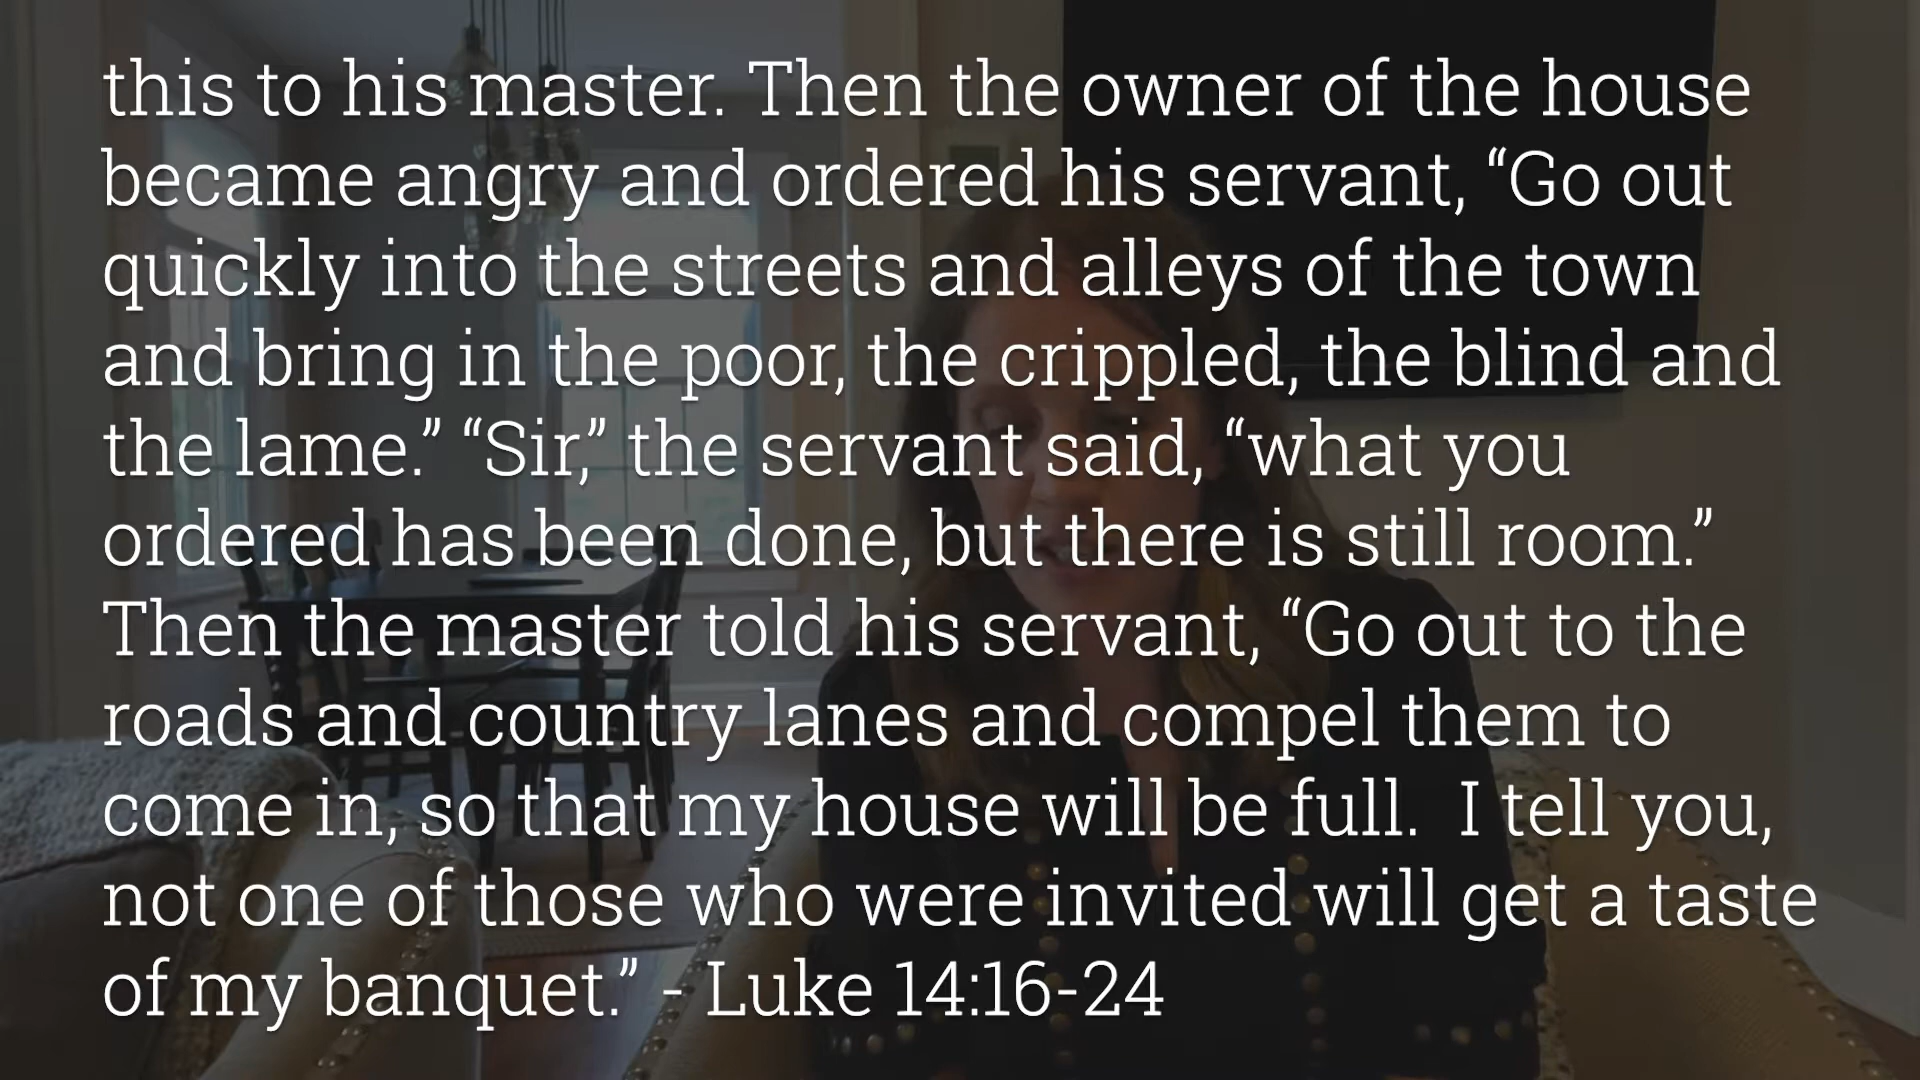 this to his master. Then the owner of the house
became angry and ordered his servant, “Go out
quickly into the streets and alleys of the town
and bring in the poor, the crippled, the blind and
the lame.” “Sir,” the servant said, “what you
ordered has been done, but there is still room.”
Then the master told his servant, “Go out to the
roads and country lanes and compel them to
come in, so that my house will be full.  I tell you,
not one of those who were invited will get a taste
of my banquet.” - Luke 14:16-24